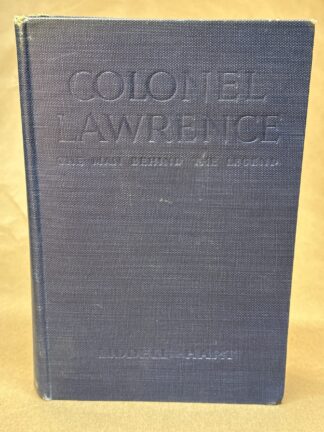 COLONEL
LAWRENCE
THE MAN BEHIND THE LEGEND
LIDDELL HART